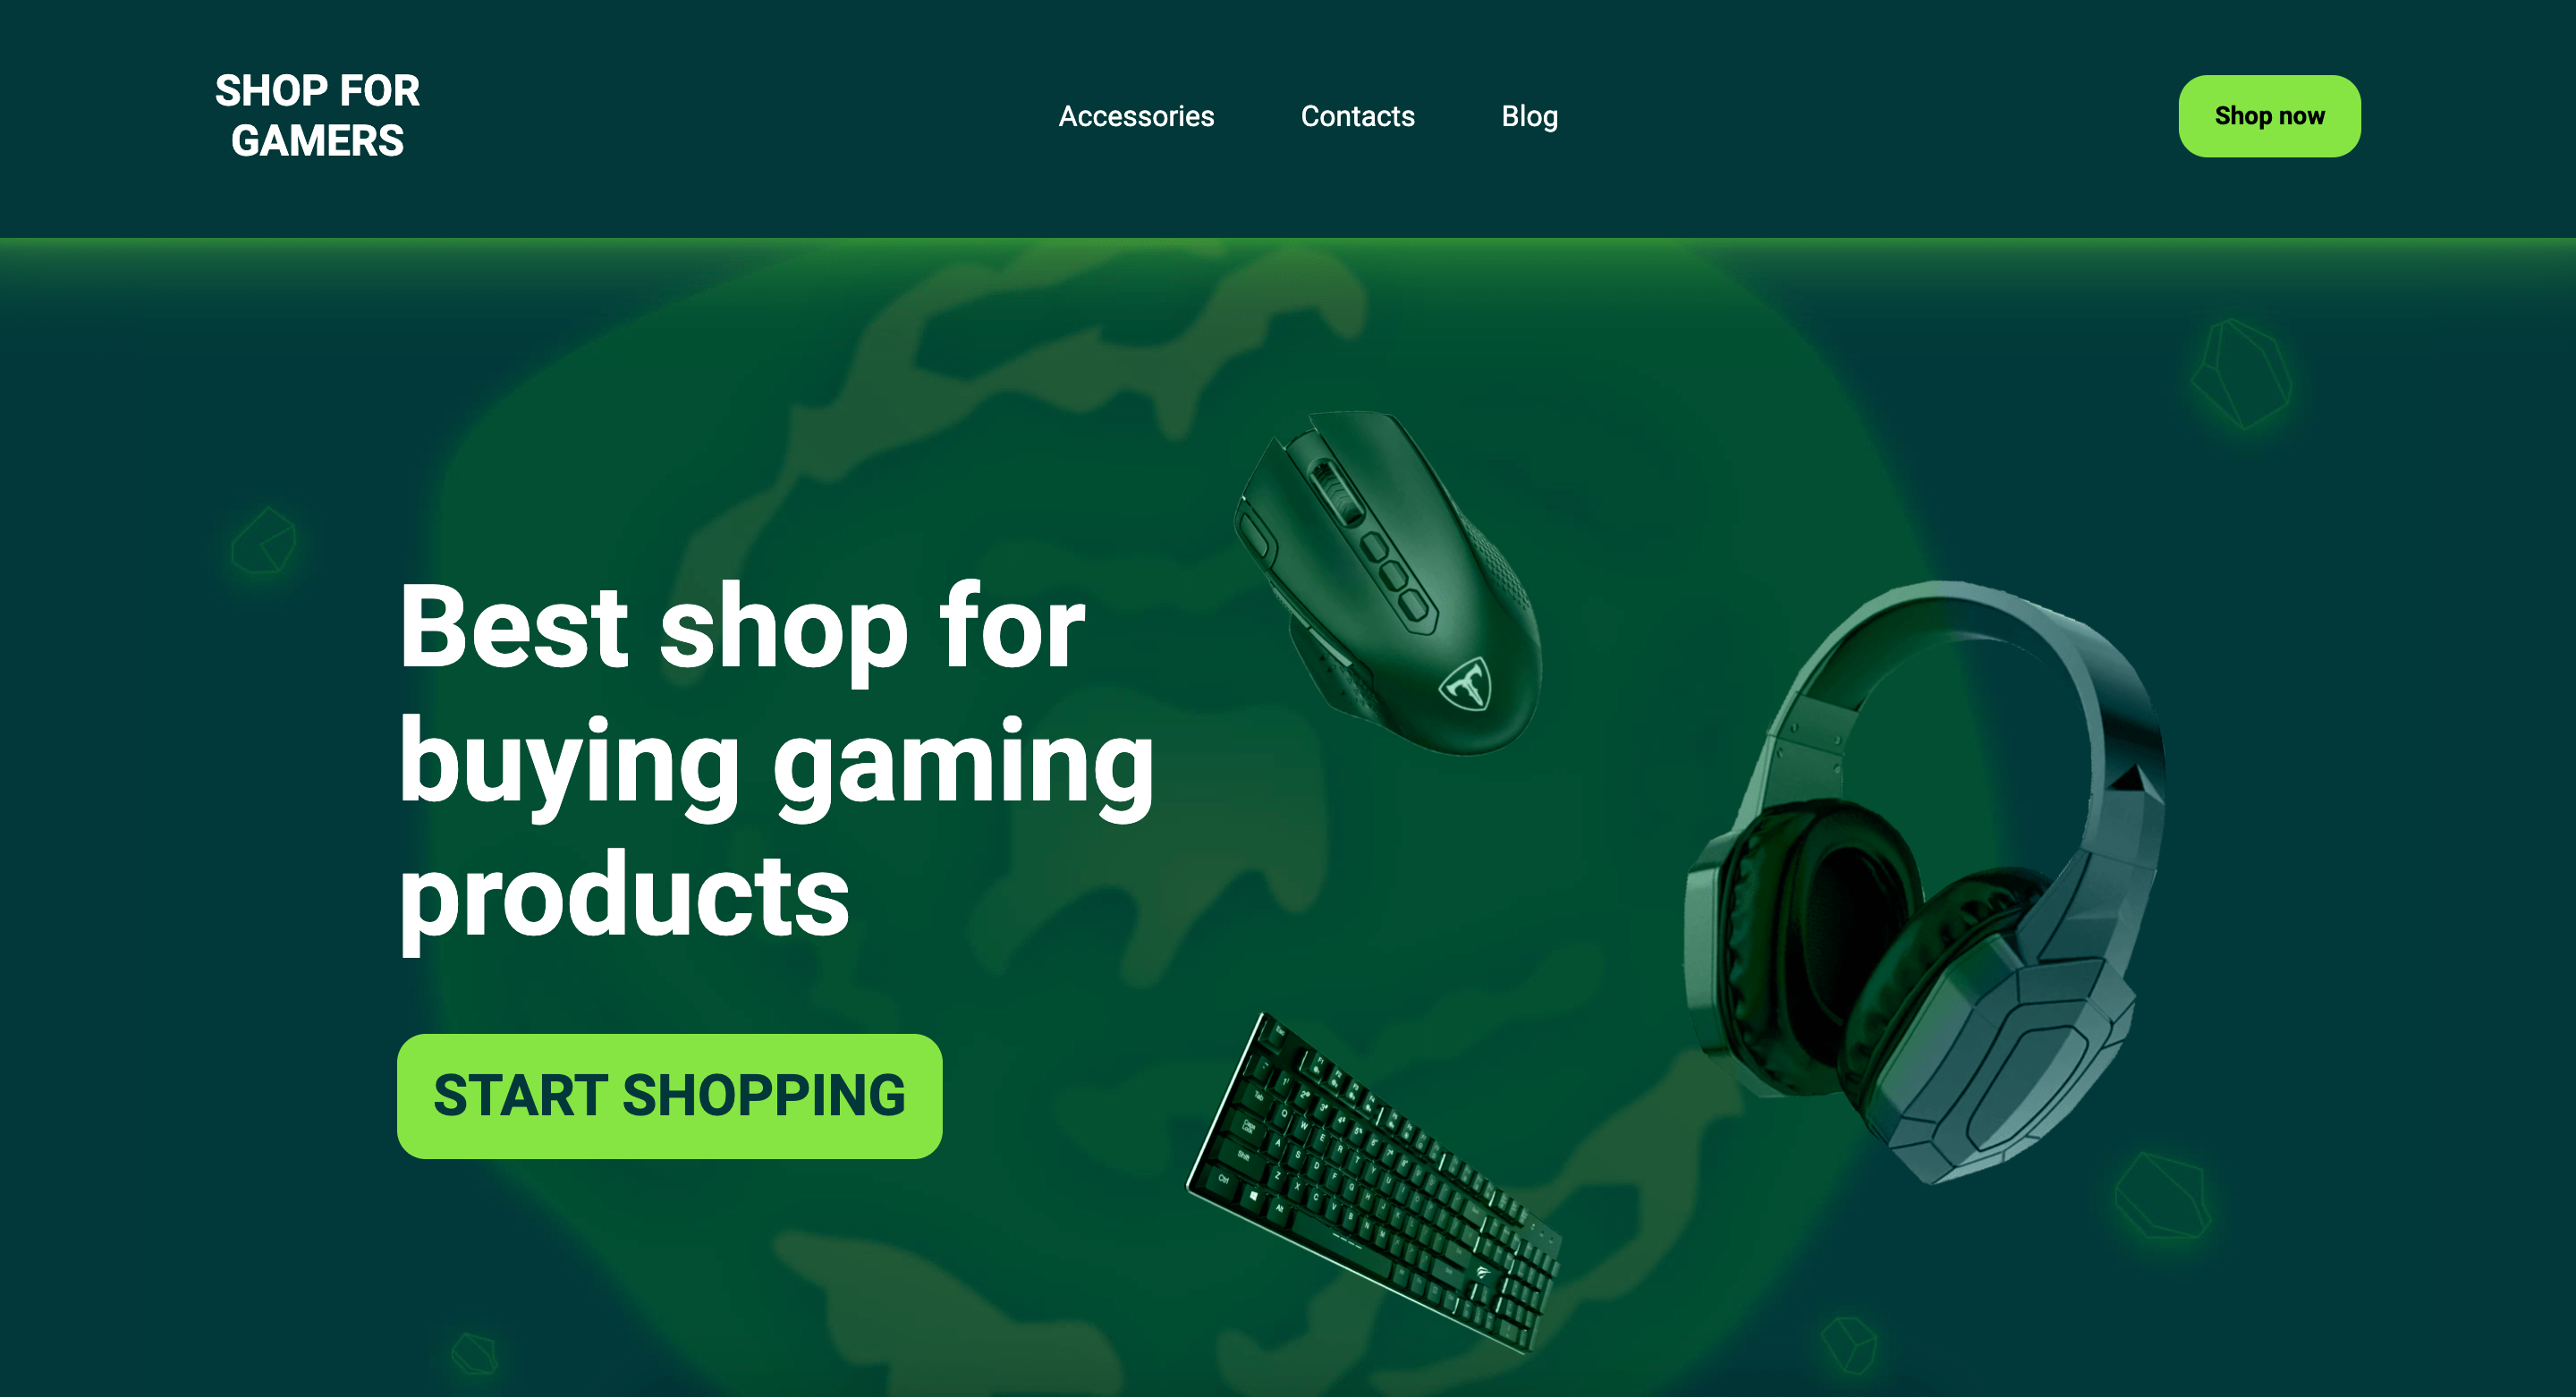 SHOP FOR
GAMERS
Accessories
Contacts
Blog
Shop now
Best shop for
buying gaming
products
START SHOPPING